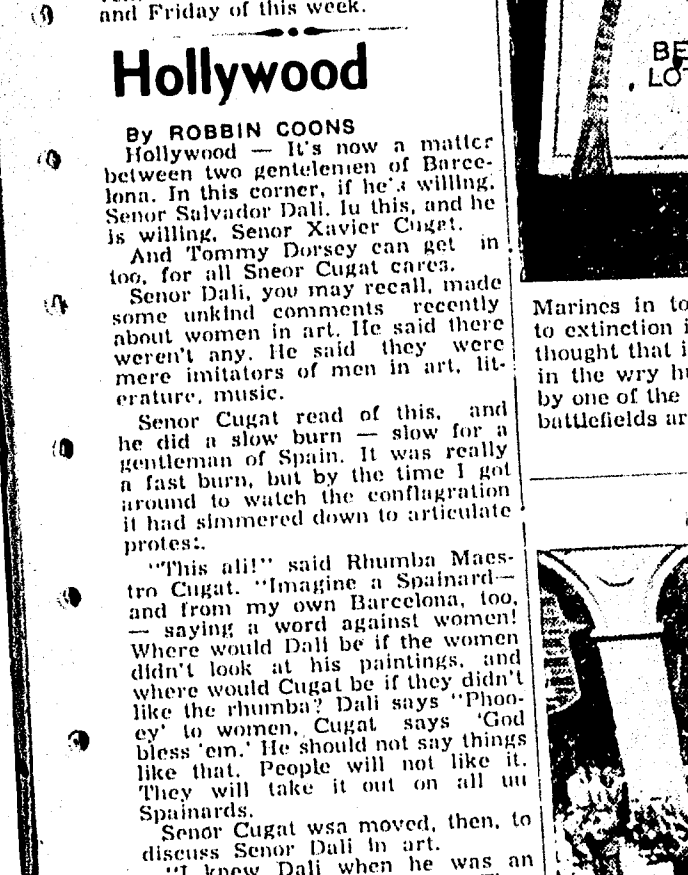 and Friday of this week.
Hollywood
By ROBBIN COONS
Hollywood — It's now a matter
between two gentelemen of Barce-
lona. In this corner, if he's willing,
Senor Salvador Dali. Iu this, and he
is willing, Senor Xavier Cugat.
And Tommy Dorsey can get in
too, for all Sneor Cugat cares.
Senor Dali, you may recall, made
some unkind comments recently
about women in art. He said there
weren't any. He said they were
mere imitators of men in art, lit-
erature, music.
Senor Cugat read of this, and
he did a slow burn — slow for a
gentleman of Spain. It was really
a fast burn, but by the time I got
around to watch the conflagration
it had simmered down to articulate
protest.
"This ali!" said Rhumba Maes-
tro Cugat. "Imagine a Spainard—
and from my own Barcelona, too,
— saying a word against women!
Where would Dali be if the women
didn't look at his paintings, and
where would Cugat be if they didn't
like the rhumba? Dali says "Phoo-
ey' to women, Cugat says 'God
bless 'em.' He should not say things
like that. People will not like it.
They will take it out on all uu
Spainards.
Senor Cugat wsa moved, then, to
discuss Senor Dali in art.
"I knew Dali when he was an
BE
LOT
Marines in to
to extinction i
thought that i
in the wry hu
by one of the
battlefields ar